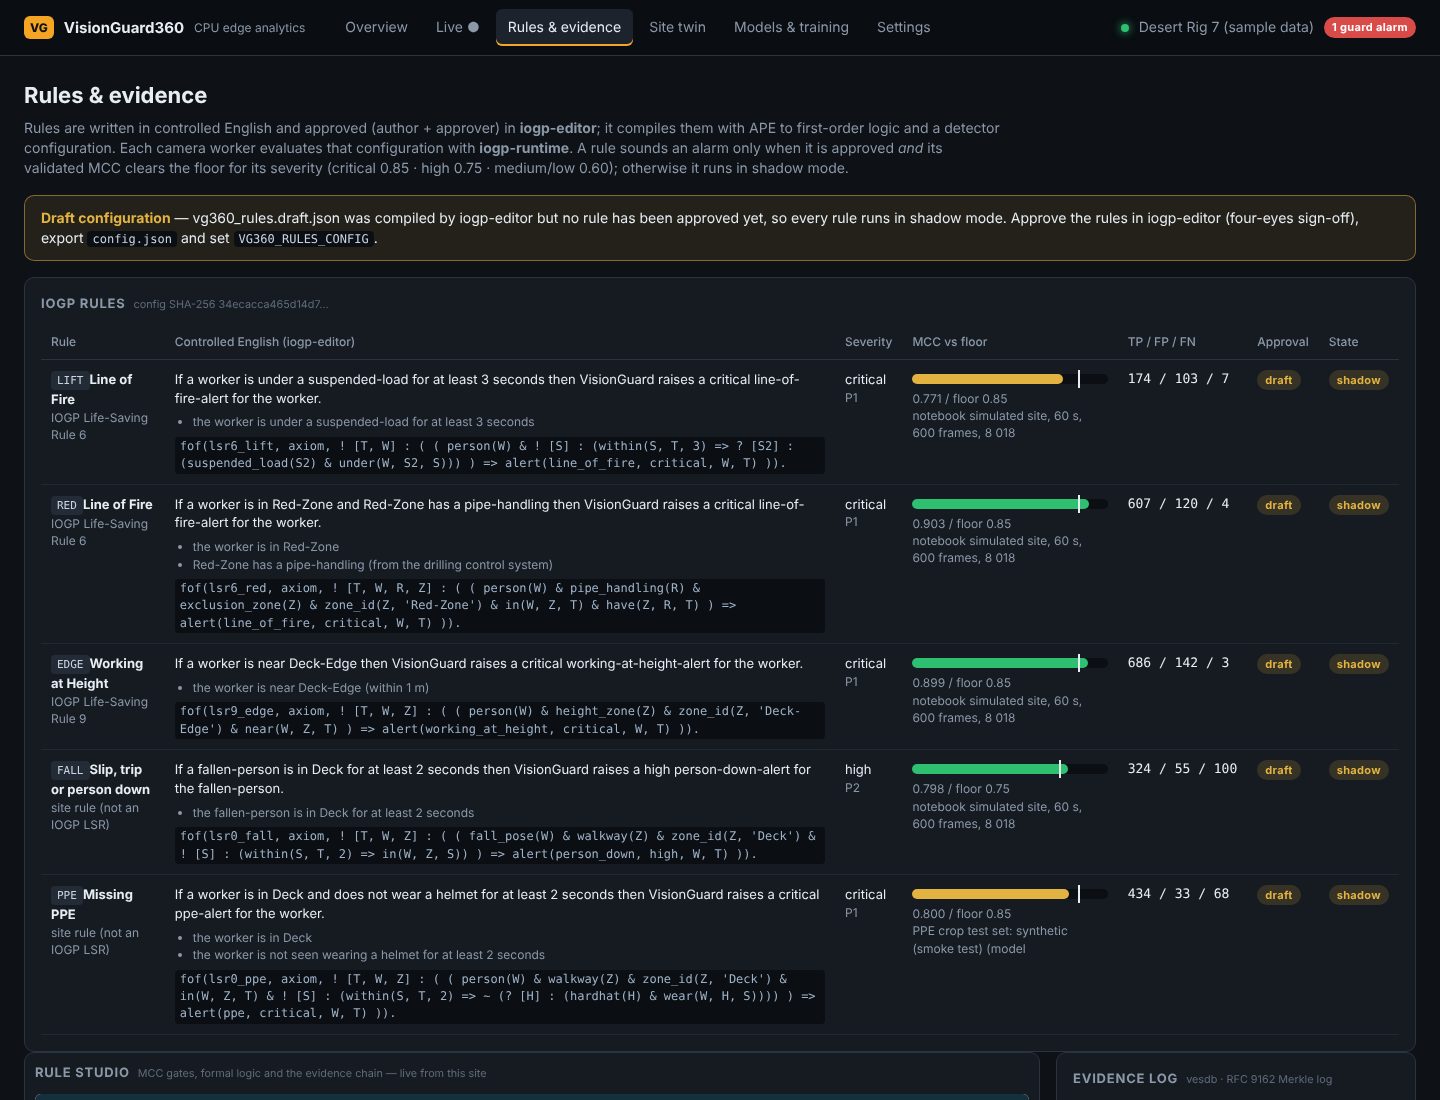 VG VisionGuard360 CPU edge analytics Overview Live Rules & evidence Site twin Models & training Settings Desert Rig 7 (sample data) 1 guard alarm
Rules & evidence
Rules are written in controlled English and approved (author + approver) in iogp-editor; it compiles them with APE to first-order logic and a detector
configuration. Each camera worker evaluates that configuration with iogp-runtime. A rule sounds an alarm only when it is approved and its
validated MCC clears the floor for its severity (critical 0.85 · high 0.75 · medium/low 0.60); otherwise it runs in shadow mode.
Draft configuration — vg360_rules.draft.json was compiled by iogp-editor but no rule has been approved yet, so every rule runs in shadow mode. Approve the rules in iogp-editor (four-eyes sign-off),
export config.json and set VG360_RULES_CONFIG.
IOGP RULES config SHA-256 34ecacca465d14d7…
Rule Controlled English (iogp-editor) Severity MCC vs floor TP / FP / FN Approval State
LIFT Line of
Fire
IOGP Life-Saving
Rule 6
If a worker is under a suspended-load for at least 3 seconds then VisionGuard raises a critical line-of-
fire-alert for the worker.
• the worker is under a suspended-load for at least 3 seconds
fof(lsr6_lift, axiom, ! [T, W] : ( ( person(W) & ! [S] : (within(S, T, 3) => ? [S2] :
(suspended_load(S2) & under(W, S2, S))) ) => alert(line_of_fire, critical, W, T) )).
critical
P1
0.771 / floor 0.85
notebook simulated site, 60 s,
600 frames, 8 018
174 / 103 / 7
draft
shadow
RED Line of Fire
IOGP Life-Saving
Rule 6
If a worker is in Red-Zone and Red-Zone has a pipe-handling then VisionGuard raises a critical line-of-
fire-alert for the worker.
• the worker is in Red-Zone
• Red-Zone has a pipe-handling (from the drilling control system)
fof(lsr6_red, axiom, ! [T, W, R, Z] : ( ( person(W) & pipe_handling(R) &
exclusion_zone(Z) & zone_id(Z, 'Red-Zone') & in(W, Z, T) & have(Z, R, T) ) =>
alert(line_of_fire, critical, W, T) )).
critical
P1
0.903 / floor 0.85
notebook simulated site, 60 s,
600 frames, 8 018
607 / 120 / 4
draft
shadow
EDGE Working
at Height
IOGP Life-Saving
Rule 9
If a worker is near Deck-Edge then VisionGuard raises a critical working-at-height-alert for the worker.
• the worker is near Deck-Edge (within 1 m)
fof(lsr9_edge, axiom, ! [T, W, Z] : ( ( person(W) & height_zone(Z) & zone_id(Z, 'Deck-
Edge') & near(W, Z, T) ) => alert(working_at_height, critical, W, T) )).
critical
P1
0.899 / floor 0.85
notebook simulated site, 60 s,
600 frames, 8 018
686 / 142 / 3
draft
shadow
FALL Slip, trip
or person down
site rule (not an
IOGP LSR)
If a fallen-person is in Deck for at least 2 seconds then VisionGuard raises a high person-down-alert for
the fallen-person.
• the fallen-person is in Deck for at least 2 seconds
fof(lsr0_fall, axiom, ! [T, W, Z] : ( ( fall_pose(W) & walkway(Z) & zone_id(Z, 'Deck') &
! [S] : (within(S, T, 2) => in(W, Z, S)) ) => alert(person_down, high, W, T) )).
high
P2
0.798 / floor 0.75
notebook simulated site, 60 s,
600 frames, 8 018
324 / 55 / 100
draft
shadow
PPE Missing
PPE
site rule (not an
IOGP LSR)
If a worker is in Deck and does not wear a helmet for at least 2 seconds then VisionGuard raises a critical
ppe-alert for the worker.
• the worker is in Deck
• the worker is not seen wearing a helmet for at least 2 seconds
fof(lsr0_ppe, axiom, ! [T, W, Z] : ( ( person(W) & walkway(Z) & zone_id(Z, 'Deck') &
in(W, Z, T) & ! [S] : (within(S, T, 2) => ~ (? [H] : (hardhat(H) & wear(W, H, S)))) ) =>
alert(ppe, critical, W, T) )).
critical
P1
0.800 / floor 0.85
PPE crop test set: synthetic
(smoke test) (model
434 / 33 / 68
draft
shadow
RULE STUDIO MCC gates, formal logic and the evidence chain — live from this site
EVIDENCE LOG vesdb · RFC 9162 Merkle log